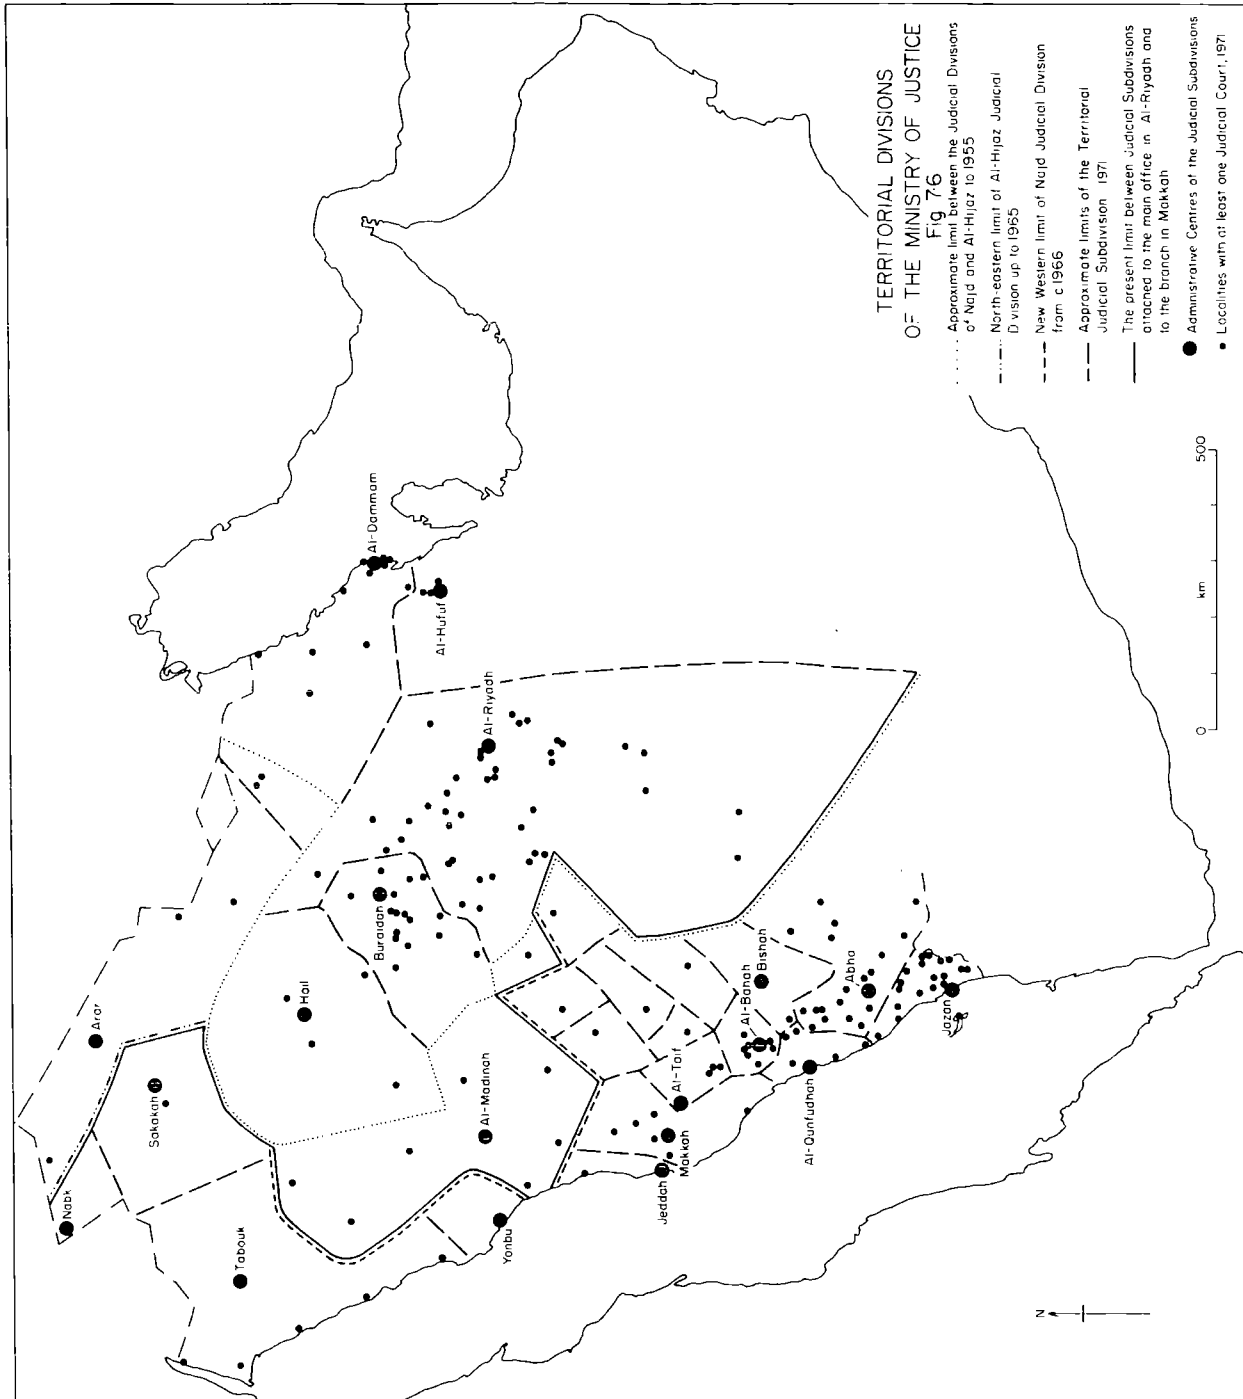 TERRITORIAL DIVISIONS
OF THE MINISTRY OF JUSTICE
Fig 76
Approximate limit between the Judicial Divisions
of Najd and Al-Hijaz to 1955
North-eastern limit of Al-Hijaz Judicial
Division up to 1965
New Western limit of Najd Judicial Division
from c 1966
Approximate limits of the Territorial
Judicial Subdivision 1971
The present limit between Judicial Subdivisions
attached to the main office in Al-Riyadh and
to the branch in Makkah
Administrative Centres of the Judicial Subdivisions
Localities with at least one Judicial Court, 1971
0 km 500
N
Nabk
Arar
Sakakah
Tabouk
Hail
Buraidah
Al-Dammam
Al-Hufuf
Al-Riyadh
Al-Madinah
Yonbu
Jeddah
Makkah
Al-Taif
Al-Banah
Bishah
Al-Qunfudhah
Abha
Jazan